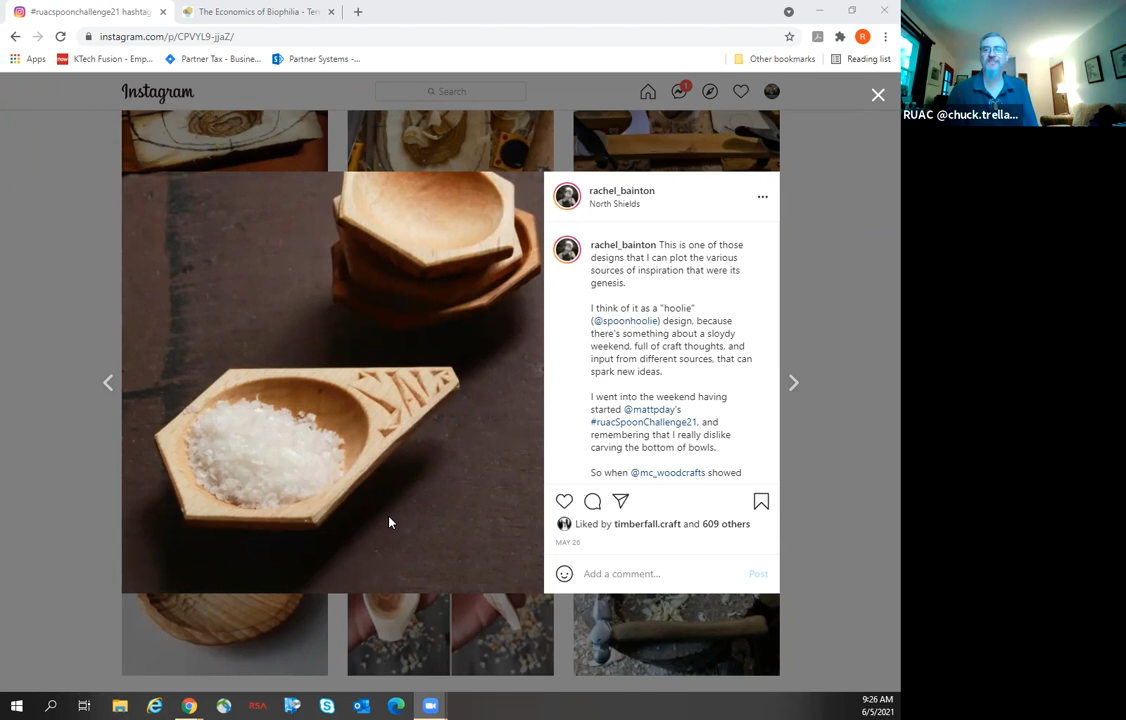 #ruacspoonchallenge21 hashtag
The Economics of Biophilia - Terr
instagram.com/p/CPVYL9-jjaZ/
R
Apps
KTech Fusion - Emp...
Partner Tax - Busine...
Partner Systems -...
Other bookmarks
Reading list
RUAC @chuck.trella...
Instagram
Search
1
rachel_bainton
North Shields
rachel_bainton This is one of those
designs that I can plot the various
sources of inspiration that were its
genesis.
I think of it as a "hoolie"
(@spoonhoolie) design, because
there's something about a sloydy
weekend, full of craft thoughts, and
input from different sources, that can
spark new ideas.
I went into the weekend having
started @mattpday's
#ruacSpoonChallenge21, and
remembering that I really dislike
carving the bottom of bowls.
So when @mc_woodcrafts showed
Liked by timberfall.craft and 609 others
MAY 26
Add a comment...
Post
RSA
9:26 AM
6/5/2021